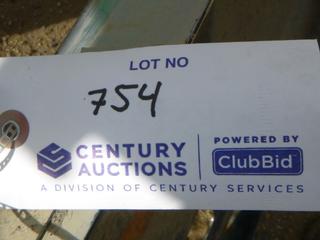 LOT NO
754
CENTURY AUCTIONS
POWERED BY
ClubBid
A DIVISION OF CENTURY SERVICES